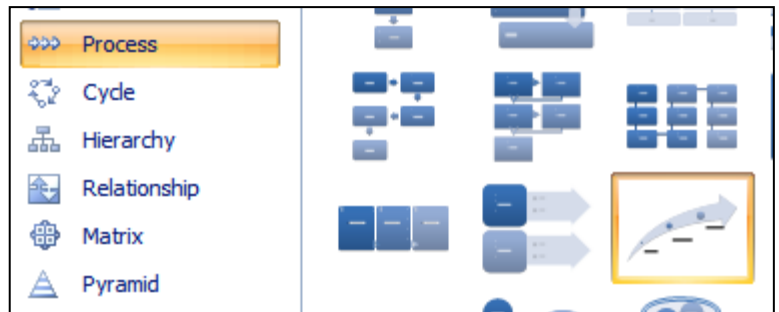 Process
Cycle
Hierarchy
Relationship
Matrix
Pyramid